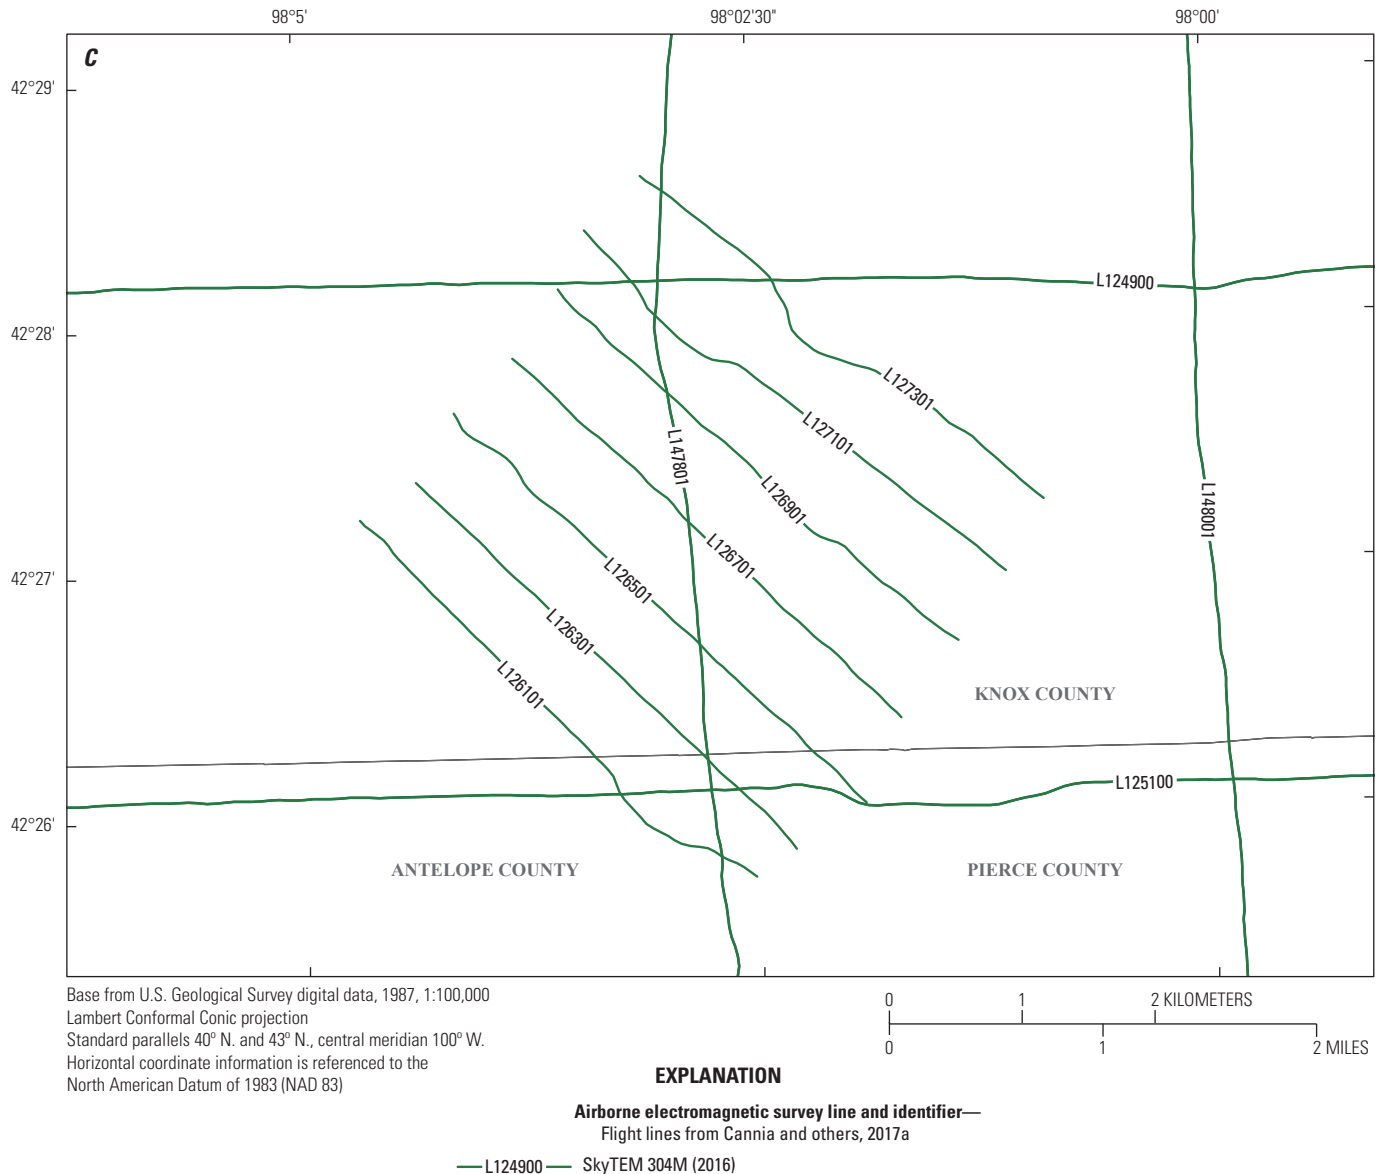 98°5'
98°02'30"
98°00'
C
42°29'
L124900
42°28'
L127301
L127101
L147801
L126901
L148001
L126701
42°27'
L126501
L126301
L126101
KNOX COUNTY
L125100
42°26'
ANTELOPE COUNTY
PIERCE COUNTY
Base from U.S. Geological Survey digital data, 1987, 1:100,000
Lambert Conformal Conic projection
Standard parallels 40° N. and 43° N., central meridian 100° W.
Horizontal coordinate information is referenced to the
North American Datum of 1983 (NAD 83)
0 1 2 KILOMETERS
0 1 2 MILES
EXPLANATION
Airborne electromagnetic survey line and identifier—
Flight lines from Cannia and others, 2017a
L124900 SkyTEM 304M (2016)